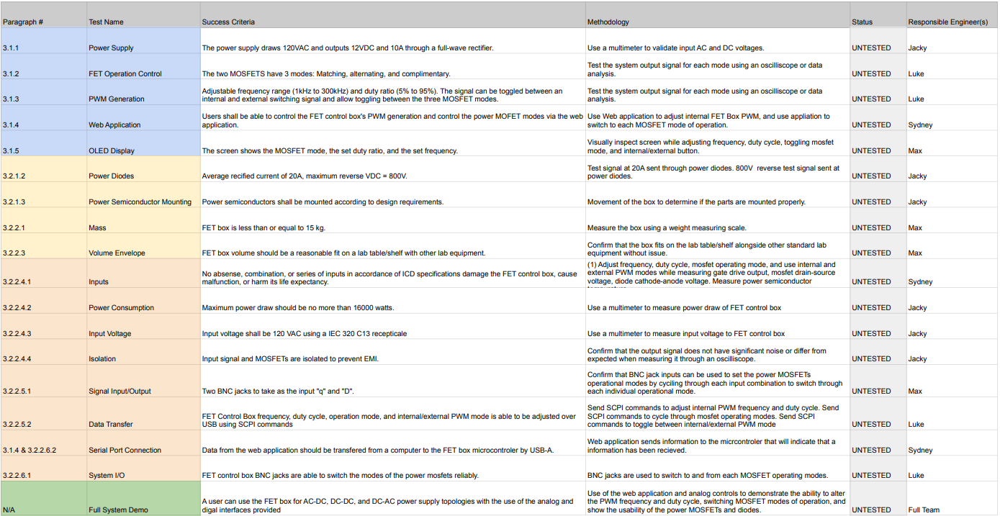 Paragraph # Test Name Success Criteria Methodology Status Responsible Engineer(s)
3.1.1 Power Supply The power supply draws 120VAC and outputs 12VDC and 10A through a full-wave rectifier. Use a multimeter to validate input AC and DC voltages. UNTESTED Jacky
Test the system output signal for each mode using an oscilliscope or data
3.1.2 FET Operation Control The two MOSFETS have 3 modes: Matching, alternating, and complimentary. analysis. UNTESTED Luke
Adjustable frequency range (1kHz to 300kHz) and duty ratio (5% to 95%). The signal can be toggled between an Test the system output signal for each mode using an oscilliscope or data
3.1.3 PWM Generation internal and external switching signal and allow toggling between the three MOSFET modes. analysis. UNTESTED Luke
Users shall be able to control the FET control box's PWM generation and control the power MOFET modes via the web Use Web application to adjust internal FET Box PWM, and use appliation to
3.1.4 Web Application application. switch to each MOSFET mode of operation. UNTESTED Sydney
Visually inspect screen while adjusting frequency, duty cycle, toggling mosfet
3.1.5 OLED Display The screen shows the MOSFET mode, the set duty ratio, and the set frequency. mode, and internal/external button. UNTESTED Max
Test signal at 20A sent through power diodes. 800V reverse test signal sent at
3.2.1.2 Power Diodes Average recified current of 20A, maximum reverse VDC = 800V. power diodes. UNTESTED Jacky
3.2.1.3 Power Semiconductor Mounting Power semiconductors shall be mounted according to design requirements. Movement of the box to determine if the parts are mounted properly. UNTESTED Jacky
3.2.2.1 Mass FET box is less than or equal to 15 kg. Measure the box using a weight measuring scale. UNTESTED Max
Confirm that the box fits on the lab table/shelf alongside other standard lab
3.2.2.3 Volume Envelope FET box volume should be a reasonable fit on a lab table/shelf with other lab equipment. equipment without issue. UNTESTED Max
(1) Adjust frequency, duty cycle, mosfet operating mode, and use internal and
No absense, combination, or series of inputs in accordance of ICD specifications damage the FET control box, cause external PWM modes while measuring gate drive output, mosfet drain-source
3.2.2.4.1 Inputs malfunction, or harm its life expectancy. voltage, diode cathode-anode voltage. Measure power semiconductor UNTESTED Sydney
3.2.2.4.2 Power Consumption Maximum power draw should be no more than 16000 watts. Use a multimeter to measure power draw of FET control box UNTESTED Jacky
3.2.2.4.3 Input Voltage Input voltage shall be 120 VAC using a IEC 320 C13 recepticale Use a multimeter to measure input voltage to FET control box UNTESTED Jacky
Confirm that the output signal does not have significant noise or differ from
3.2.2.4.4 Isolation Input signal and MOSFETs are isolated to prevent EMI. expected when measuring it through an oscilliscope. UNTESTED Jacky
Confirm that BNC jack inputs can be used to set the power MOSFETs
operational modes by cyciling through each input combination to switch through
3.2.2.5.1 Signal Input/Output Two BNC jacks to take as the input "q" and "D". each individual operational mode. UNTESTED Max
Send SCPI commands to adjust internal PWM frequency and duty cycle. Send
FET Control Box frequency, duty cycle, operation mode, and internal/external PWM mode is able to be adjusted over SCPI commands to cycle through mosfet operating modes. Send SCPI
3.2.2.5.2 Data Transfer USB using SCPI commands commands to toggle between internal/external PWM mode UNTESTED Luke
Web application sends information to the micrcontroler that will indicate that a
3.1.4 & 3.2.2.6.2 Serial Port Connection Data from the web application should be transfered from a computer to the FET box microcontroler by USB-A. information has been recieved. UNTESTED Sydney
3.2.2.6.1 System I/O FET control box BNC jacks are able to switch the modes of the power mosfets reliably. BNC jacks are used to switch to and from each MOSFET operating modes. UNTESTED Luke
Use of the web application and analog controls to demonstrate the ability to alter
A user can use the FET box for AC-DC, DC-DC, and DC-AC power supply topologies with the use of the analog and the PWM frequency and duty cycle, switching MOSFET modes of operation, and
N/A Full System Demo digal interfaces provided show the usability of the power MOSFETs and diodes. UNTESTED Full Team